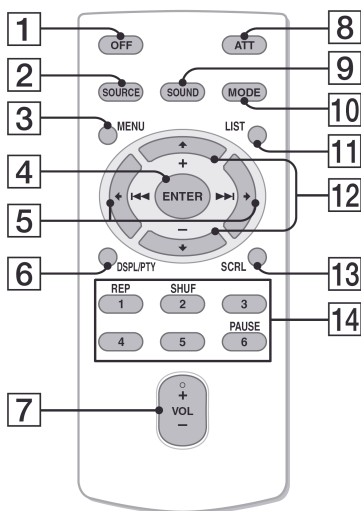 1
OFF
8
ATT
2
SOURCE
9
SOUND
MODE
10
3
MENU
LIST
11
4
+
ENTER
12
5
−
6
DSPL/PTY
SCRL
13
REP
SHUF
1
2
3
PAUSE
4
5
6
14
7
+
VOL
−